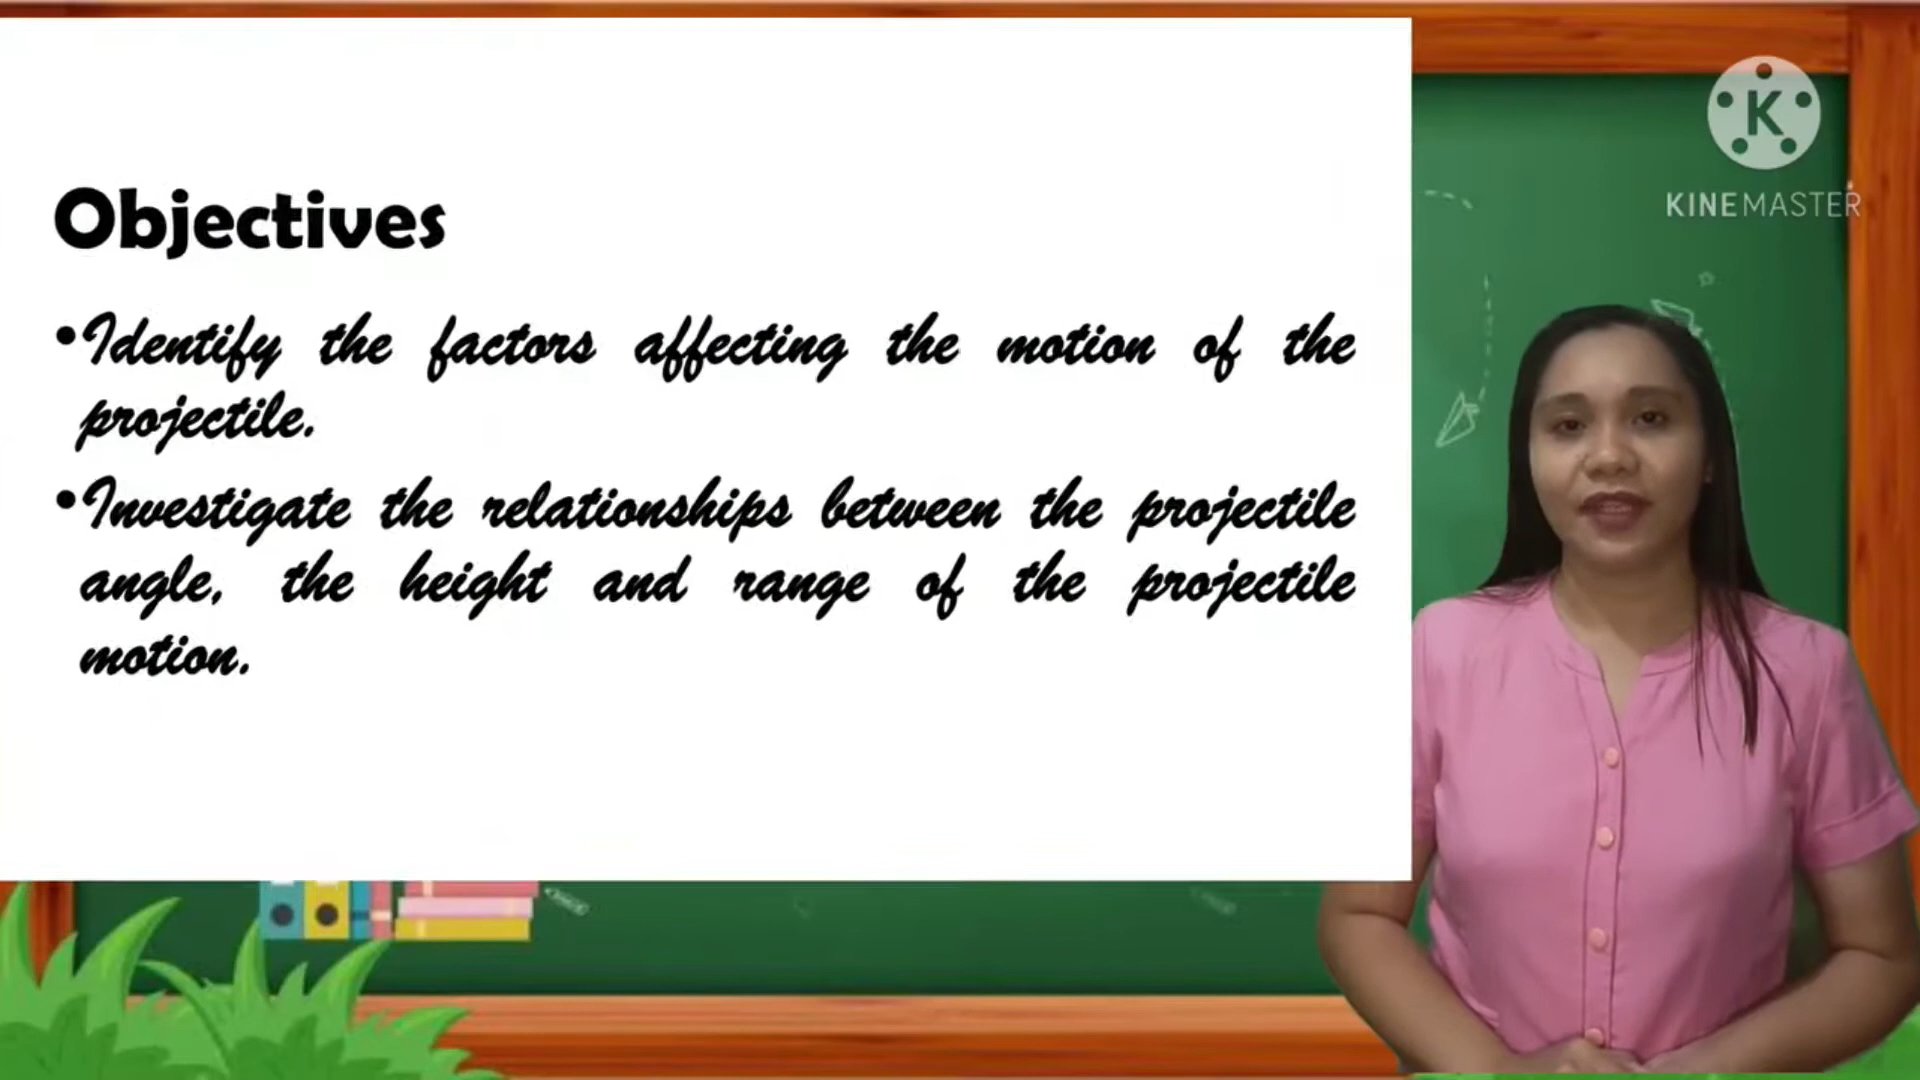 Objectives
•Identify the factors affecting the motion of the
projectile.
•Investigate the relationships between the projectile
angle, the height and range of the projectile
motion.
K
KINEMASTER